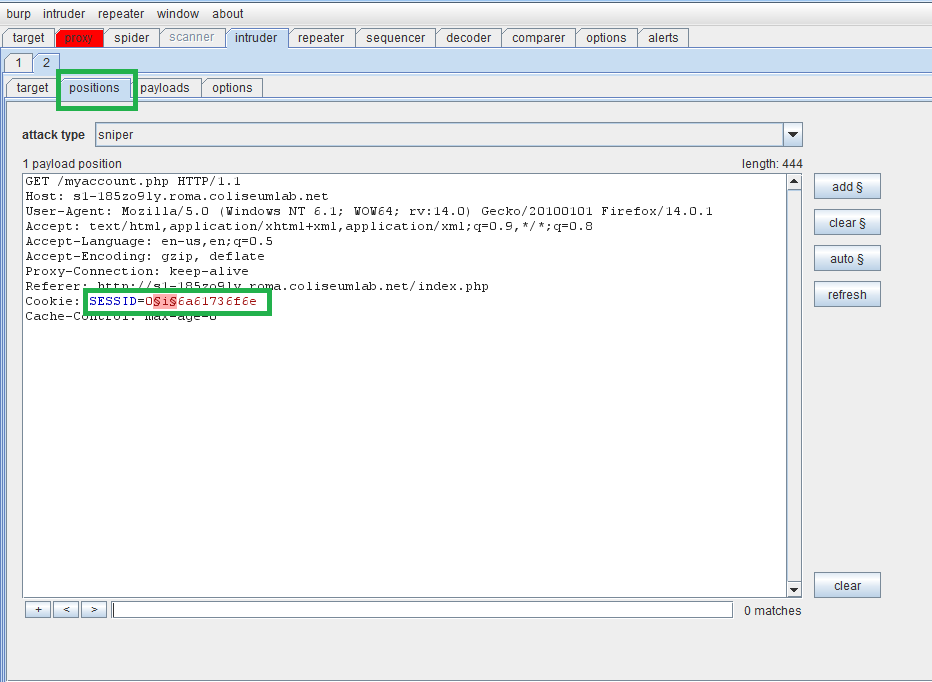 burp intruder repeater window about
target proxy spider scanner intruder repeater sequencer decoder comparer options alerts
1 2
target positions payloads options
attack type sniper
1 payload position length: 444
GET /myaccount.php HTTP/1.1
Host: s1-185zo9ly.roma.coliseumlab.net
User-Agent: Mozilla/5.0 (Windows NT 6.1; WOW64; rv:14.0) Gecko/20100101 Firefox/14.0.1
Accept: text/html,application/xhtml+xml,application/xml;q=0.9,*/*;q=0.8
Accept-Language: en-us,en;q=0.5
Accept-Encoding: gzip, deflate
Proxy-Connection: keep-alive
Referer: http://s1-185zo9ly.roma.coliseumlab.net/index.php
Cookie: SESSID=0§i§6a61736f6e
Cache-Control: max-age=0
add §
clear §
auto §
refresh
clear
+ < > 0 matches